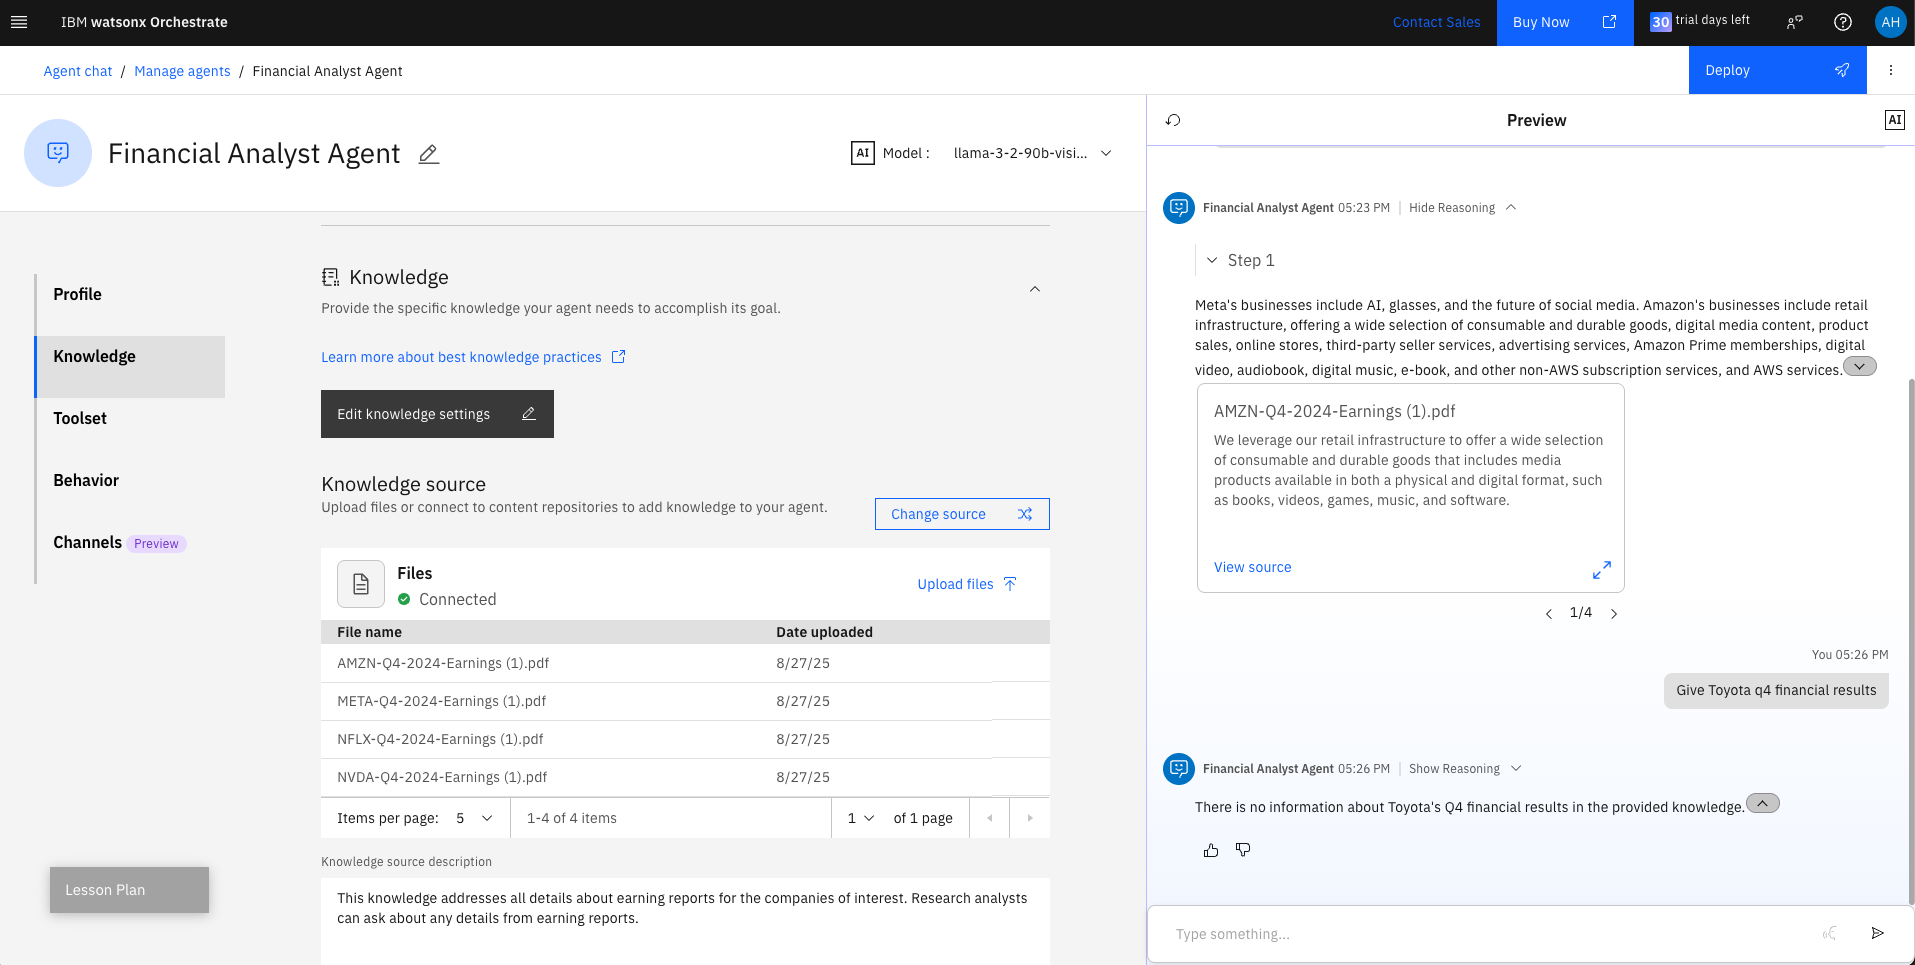 IBM watsonx Orchestrate
Contact Sales
Buy Now
30 trial days left
AH
Agent chat / Manage agents / Financial Analyst Agent
Deploy
Financial Analyst Agent
AI Model : llama-3-2-90b-visi...
Profile
Knowledge
Toolset
Behavior
Channels Preview
Lesson Plan
Knowledge
Provide the specific knowledge your agent needs to accomplish its goal.
Learn more about best knowledge practices
Edit knowledge settings
Knowledge source
Upload files or connect to content repositories to add knowledge to your agent.
Change source
Files
Connected
Upload files
File name Date uploaded
AMZN-Q4-2024-Earnings (1).pdf 8/27/25
META-Q4-2024-Earnings (1).pdf 8/27/25
NFLX-Q4-2024-Earnings (1).pdf 8/27/25
NVDA-Q4-2024-Earnings (1).pdf 8/27/25
Items per page: 5 1-4 of 4 items 1 of 1 page
Knowledge source description
This knowledge addresses all details about earning reports for the companies of interest. Research analysts
can ask about any details from earning reports.
Preview
AI
Financial Analyst Agent 05:23 PM Hide Reasoning
Step 1
Meta's businesses include AI, glasses, and the future of social media. Amazon's businesses include retail
infrastructure, offering a wide selection of consumable and durable goods, digital media content, product
sales, online stores, third-party seller services, advertising services, Amazon Prime memberships, digital
video, audiobook, digital music, e-book, and other non-AWS subscription services, and AWS services.
AMZN-Q4-2024-Earnings (1).pdf
We leverage our retail infrastructure to offer a wide selection
of consumable and durable goods that includes media
products available in both a physical and digital format, such
as books, videos, games, music, and software.
View source
1/4
You 05:26 PM
Give Toyota q4 financial results
Financial Analyst Agent 05:26 PM Show Reasoning
There is no information about Toyota's Q4 financial results in the provided knowledge.
Type something...